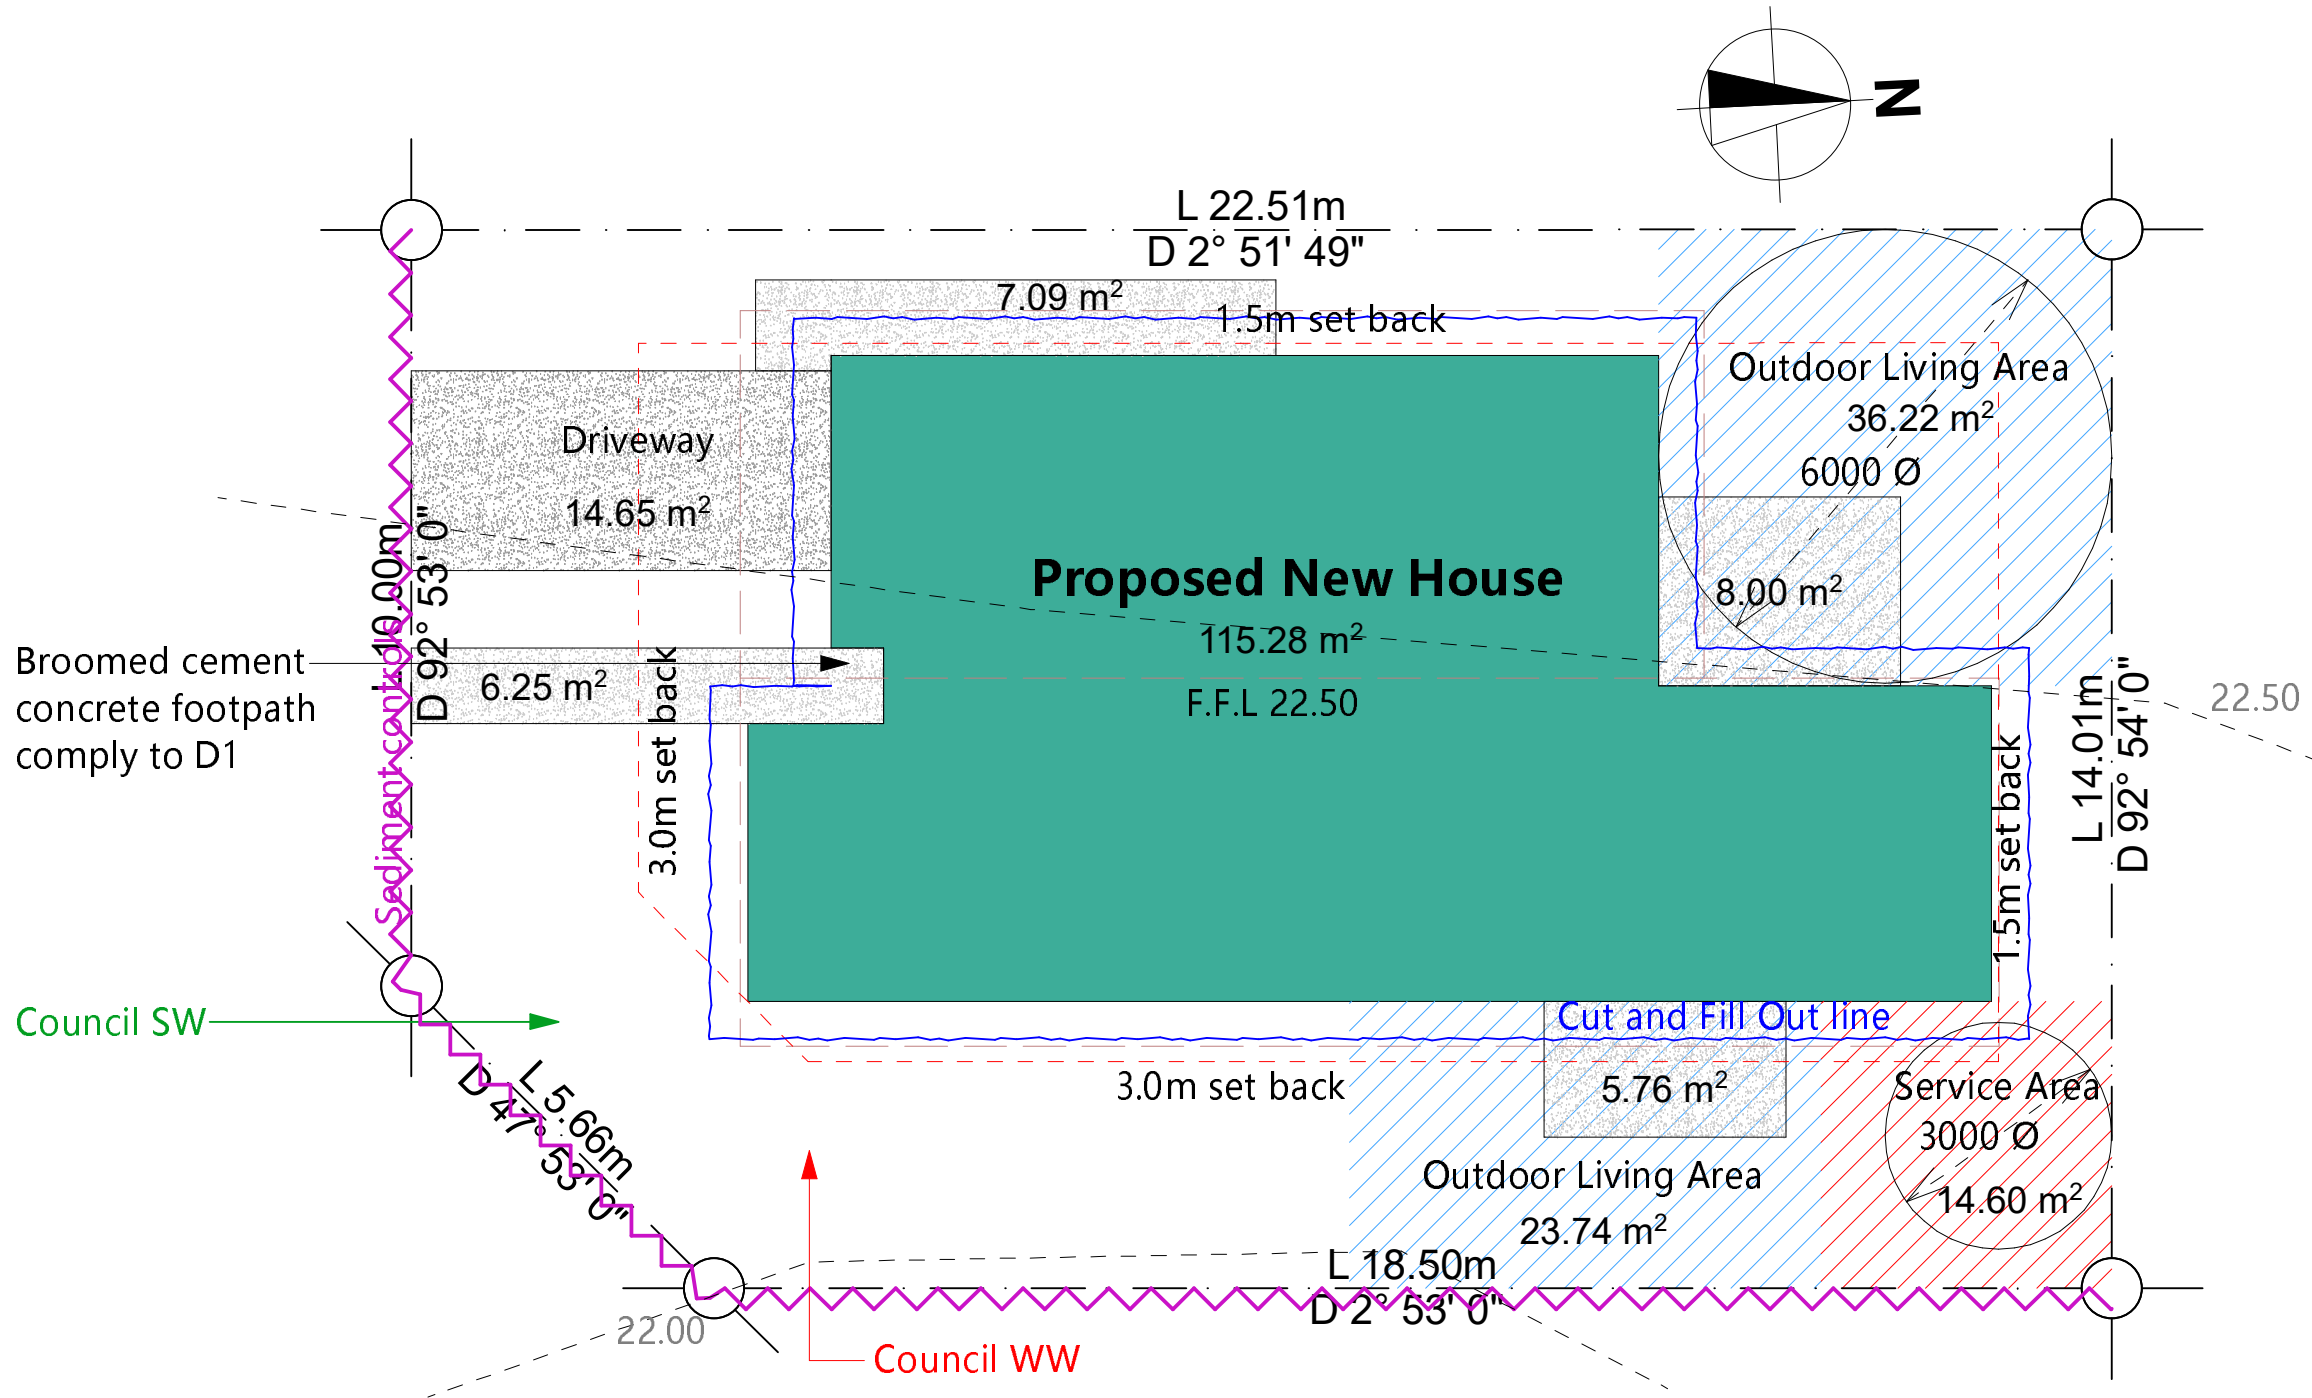 N
L 22.51m
D 2° 51' 49"
7.09 m²
1.5m set back
Outdoor Living Area
36.22 m²
6000 Ø
Driveway
14.65 m²
L 10.00m
D 92° 53' 0"
Proposed New House
115.28 m²
F.F.L 22.50
8.00 m²
Broomed cement
concrete footpath
comply to D1
6.25 m²
3.0m set back
Sediment controls
22.50
L 14.01m
D 92° 54' 0"
1.5m set back
Council SW
Cut and Fill Out line
L 5.66m
D 47° 53' 0"
3.0m set back
5.76 m²
Service Area
3000 Ø
14.60 m²
Outdoor Living Area
23.74 m²
L 18.50m
D 2° 53' 0"
22.00
Council WW